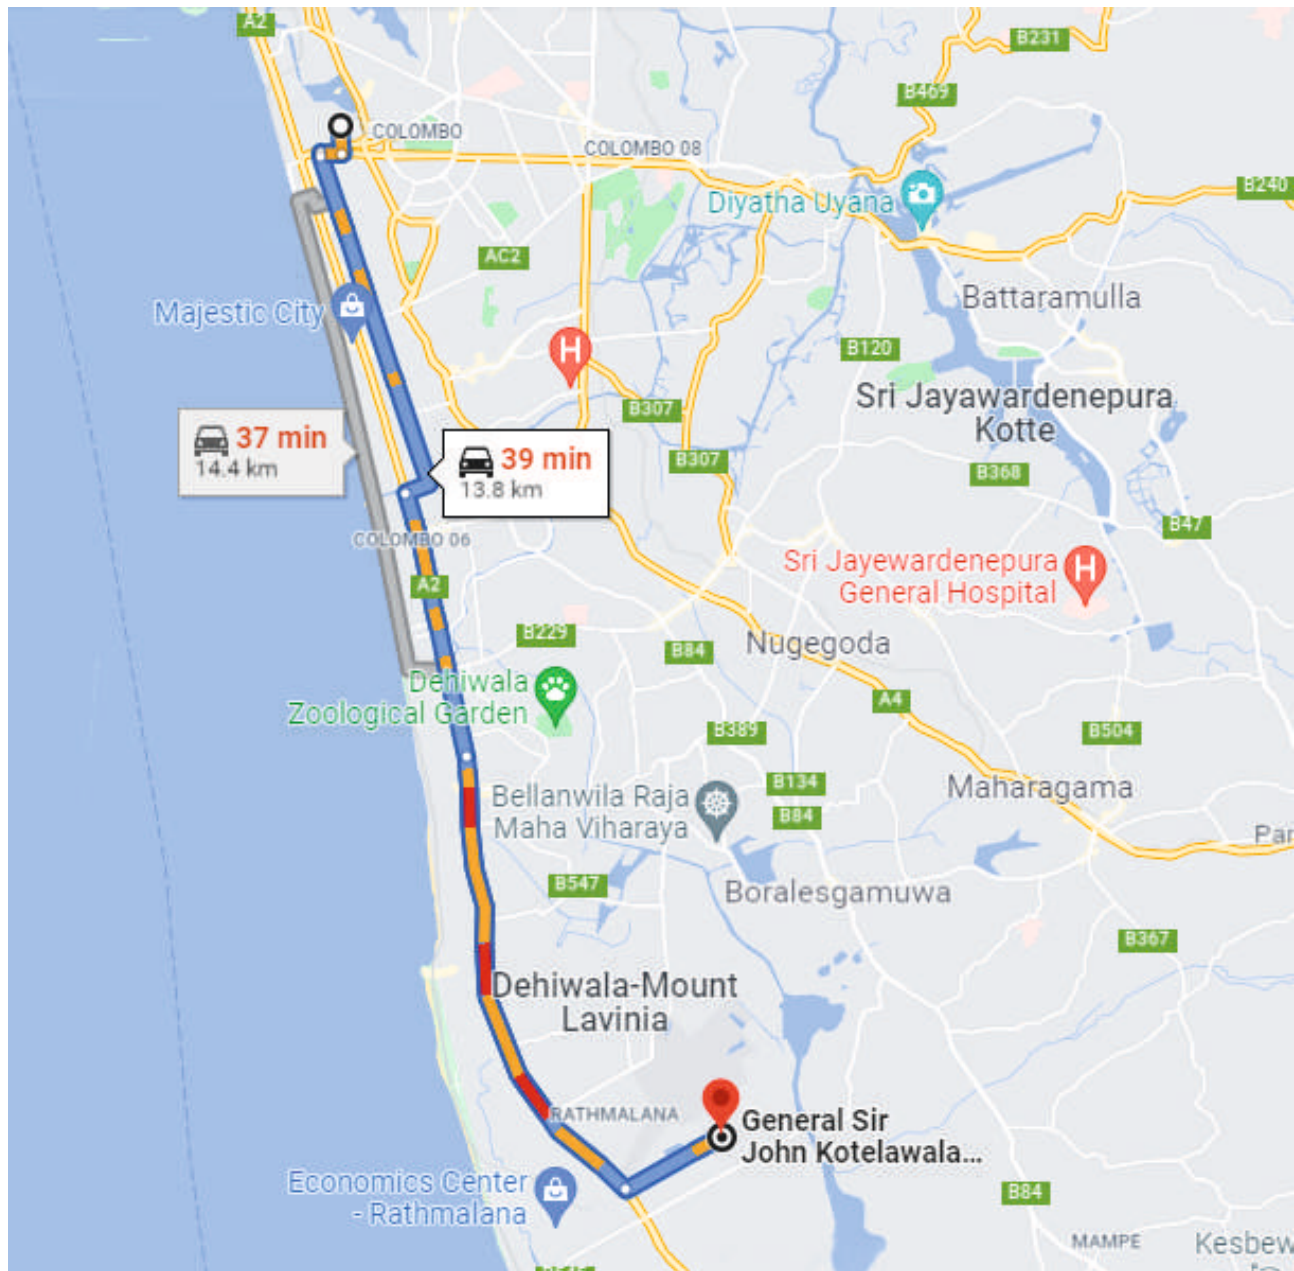 A2
B231
B469
COLOMBO
COLOMBO 08
B240
Diyatha Uyana
AC2
Battaramulla
Majestic City
B120
Sri Jayawardenepura
Kotte
B307
37 min
14.4 km
39 min
13.8 km
B307
B368
B47
COLOMBO 06
Sri Jayewardenepura
General Hospital
A2
B229
B84
Nugegoda
Dehiwala
Zoological Garden
A4
B389
B504
B134
B84
Maharagama
Bellanwila Raja
Maha Viharaya
Par
B547
Boralesgamuwa
B367
Dehiwala-Mount
Lavinia
RATHMALANA
General Sir
John Kotelawala...
Economics Center
- Rathmalana
B84
MAMPE
Kesbew